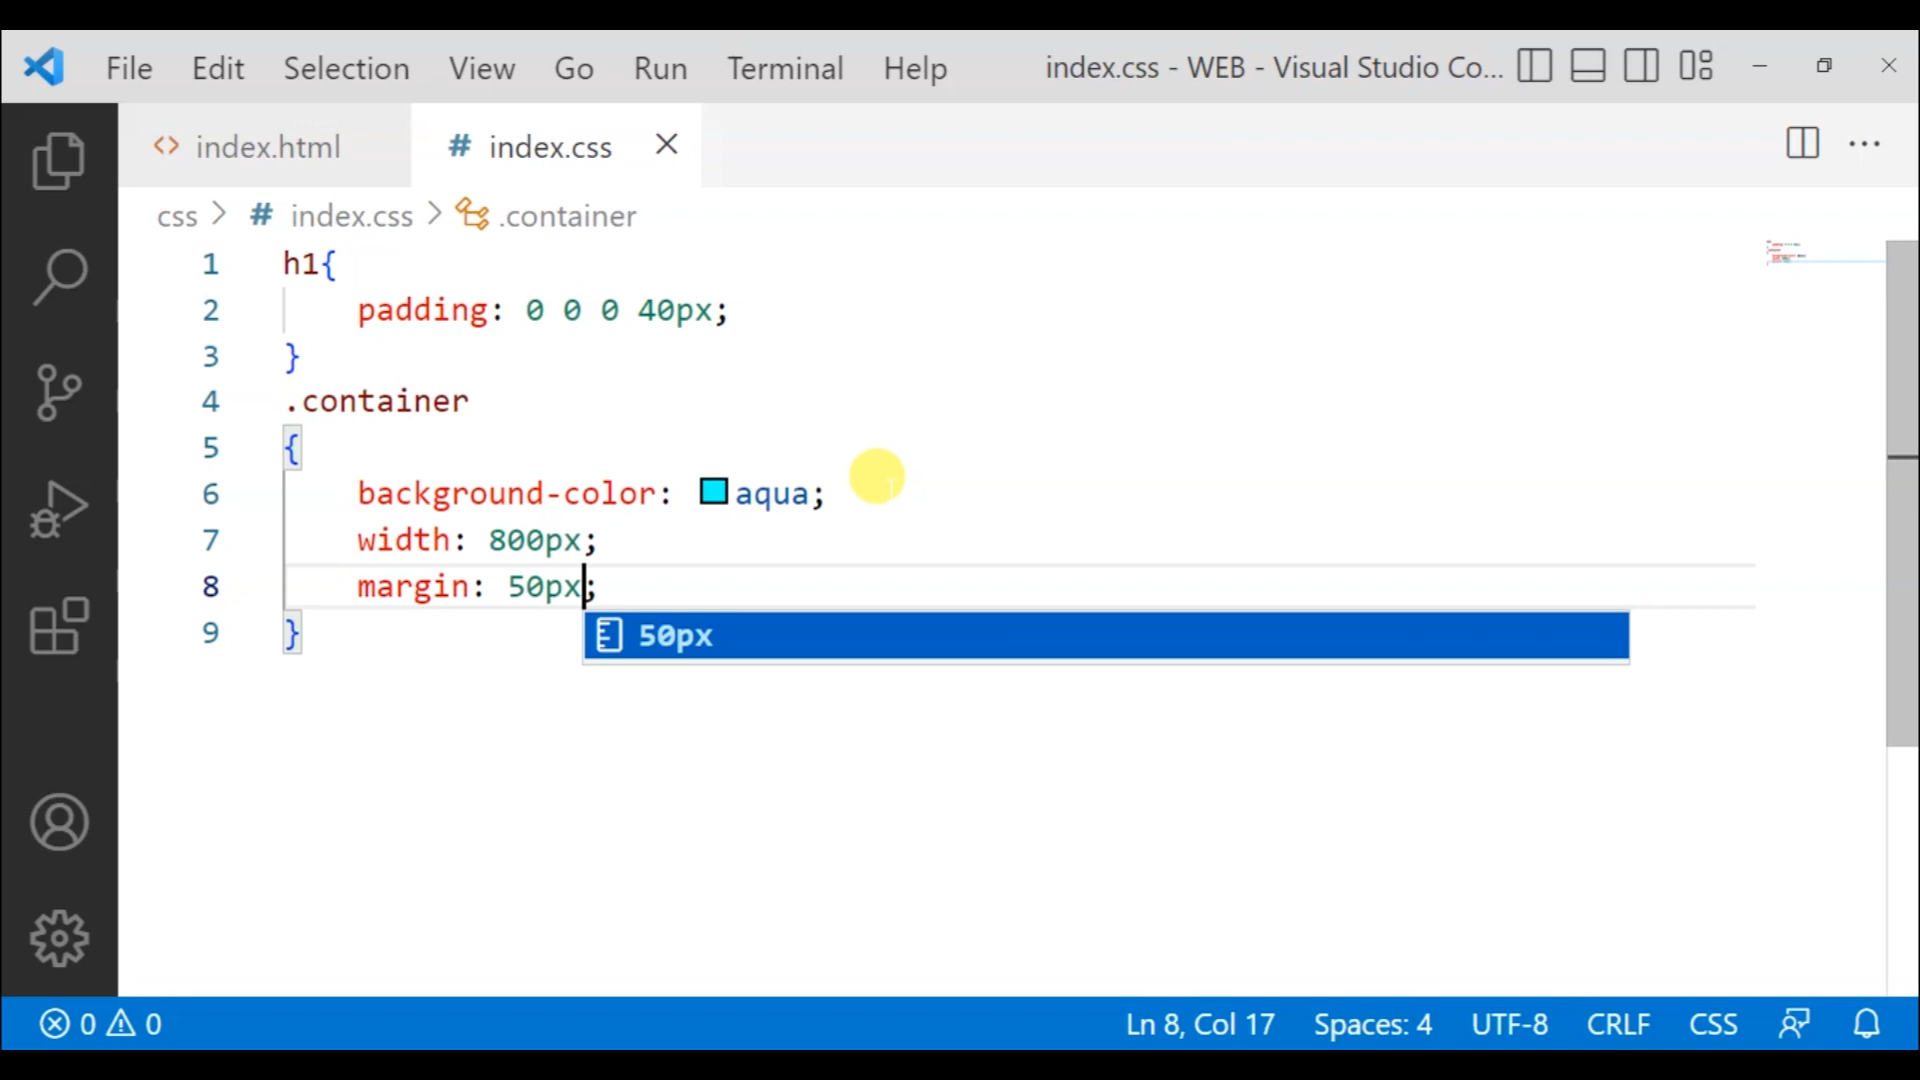 File Edit Selection View Go Run Terminal Help index.css - WEB - Visual Studio Co...
index.html # index.css
css > # index.css > .container
1 h1{
2 padding: 0 0 0 40px;
3 }
4 .container
5 {
6 background-color: aqua;
7 width: 800px;
8 margin: 50px;
9 }
50px
0 0 Ln 8, Col 17 Spaces: 4 UTF-8 CRLF CSS